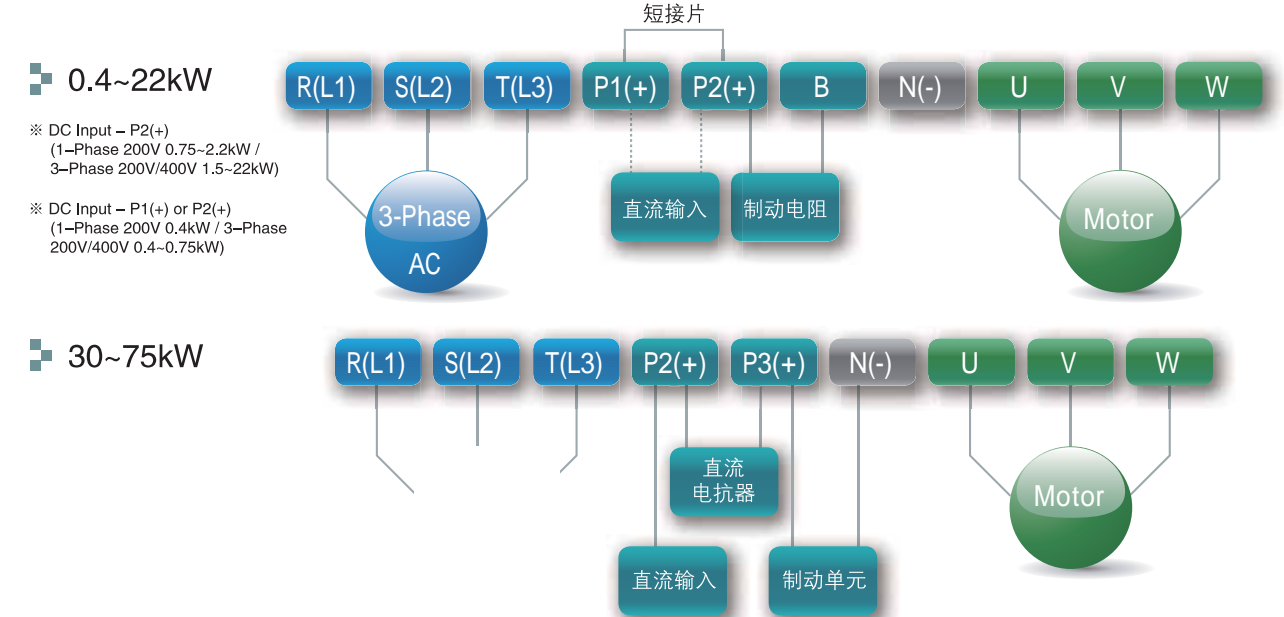 短接片
0.4~22kW
R(L1) S(L2) T(L3) P1(+) P2(+) B N(-) U V W
※ DC Input – P2(+)
(1–Phase 200V 0.75~2.2kW /
3–Phase 200V/400V 1.5~22kW)
※ DC Input – P1(+) or P2(+)
(1–Phase 200V 0.4kW / 3–Phase
200V/400V 0.4~0.75kW)
3-Phase
AC
直流输入
制动电阻
Motor
30~75kW
R(L1) S(L2) T(L3) P2(+) P3(+) N(-) U V W
直流
电抗器
Motor
直流输入
制动单元